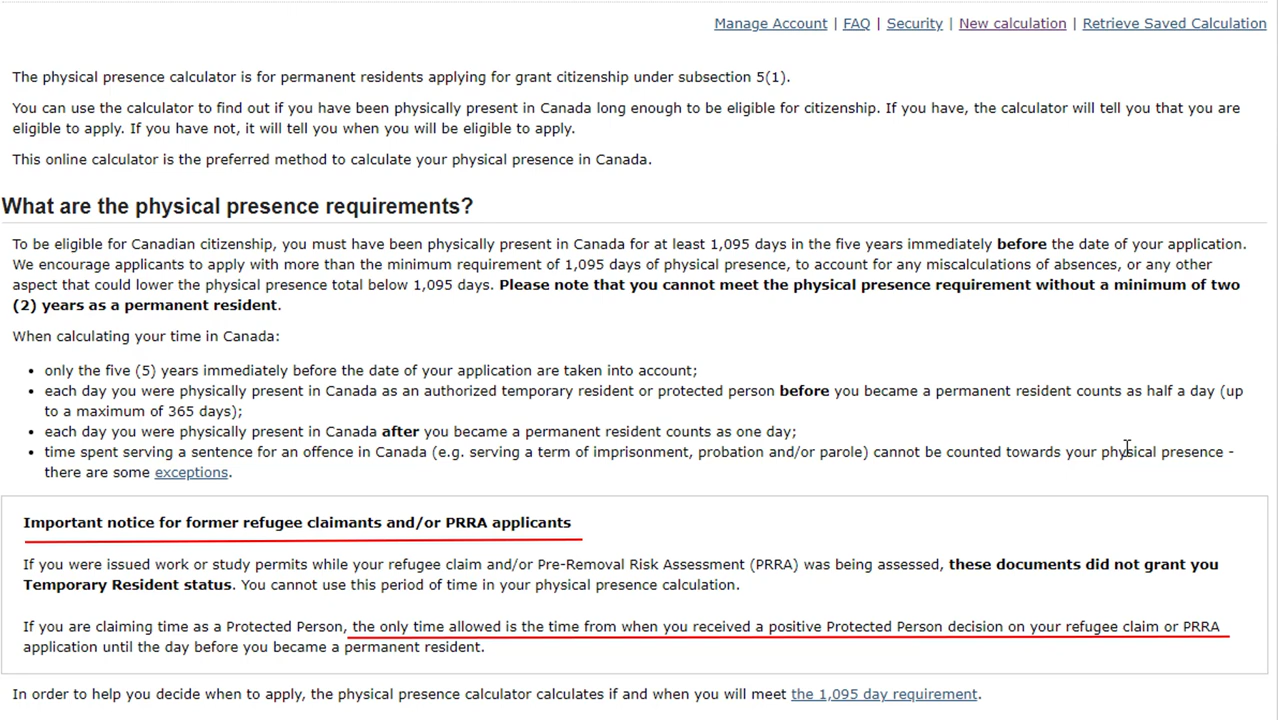 Manage Account | FAQ | Security | New calculation | Retrieve Saved Calculation
The physical presence calculator is for permanent residents applying for grant citizenship under subsection 5(1).
You can use the calculator to find out if you have been physically present in Canada long enough to be eligible for citizenship. If you have, the calculator will tell you that you are
eligible to apply. If you have not, it will tell you when you will be eligible to apply.
This online calculator is the preferred method to calculate your physical presence in Canada.
What are the physical presence requirements?
To be eligible for Canadian citizenship, you must have been physically present in Canada for at least 1,095 days in the five years immediately before the date of your application.
We encourage applicants to apply with more than the minimum requirement of 1,095 days of physical presence, to account for any miscalculations of absences, or any other
aspect that could lower the physical presence total below 1,095 days. Please note that you cannot meet the physical presence requirement without a minimum of two
(2) years as a permanent resident.
When calculating your time in Canada:
• only the five (5) years immediately before the date of your application are taken into account;
• each day you were physically present in Canada as an authorized temporary resident or protected person before you became a permanent resident counts as half a day (up
to a maximum of 365 days);
• each day you were physically present in Canada after you became a permanent resident counts as one day;
• time spent serving a sentence for an offence in Canada (e.g. serving a term of imprisonment, probation and/or parole) cannot be counted towards your physical presence -
there are some exceptions.
Important notice for former refugee claimants and/or PRRA applicants
If you were issued work or study permits while your refugee claim and/or Pre-Removal Risk Assessment (PRRA) was being assessed, these documents did not grant you
Temporary Resident status. You cannot use this period of time in your physical presence calculation.
If you are claiming time as a Protected Person, the only time allowed is the time from when you received a positive Protected Person decision on your refugee claim or PRRA
application until the day before you became a permanent resident.
In order to help you decide when to apply, the physical presence calculator calculates if and when you will meet the 1,095 day requirement.